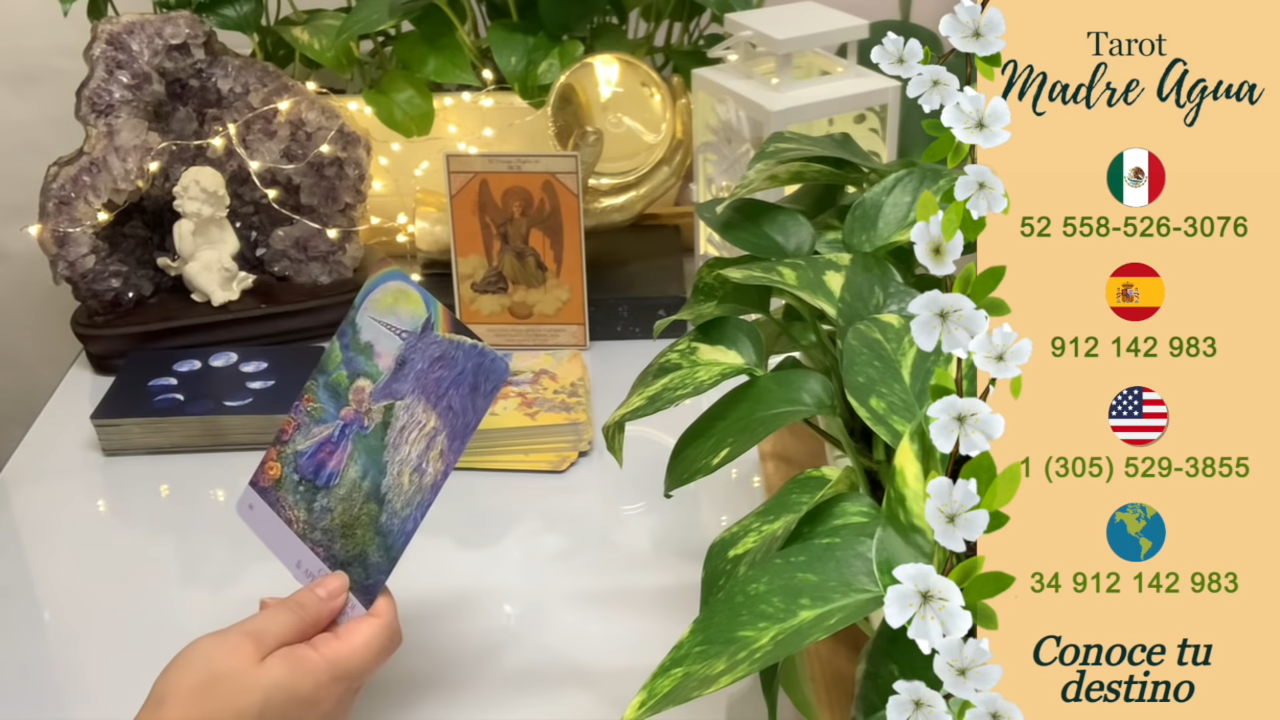 Tarot
Madre Agua
52 558-526-3076
912 142 983
1 (305) 529-3855
34 912 142 983
Conoce tu
destino